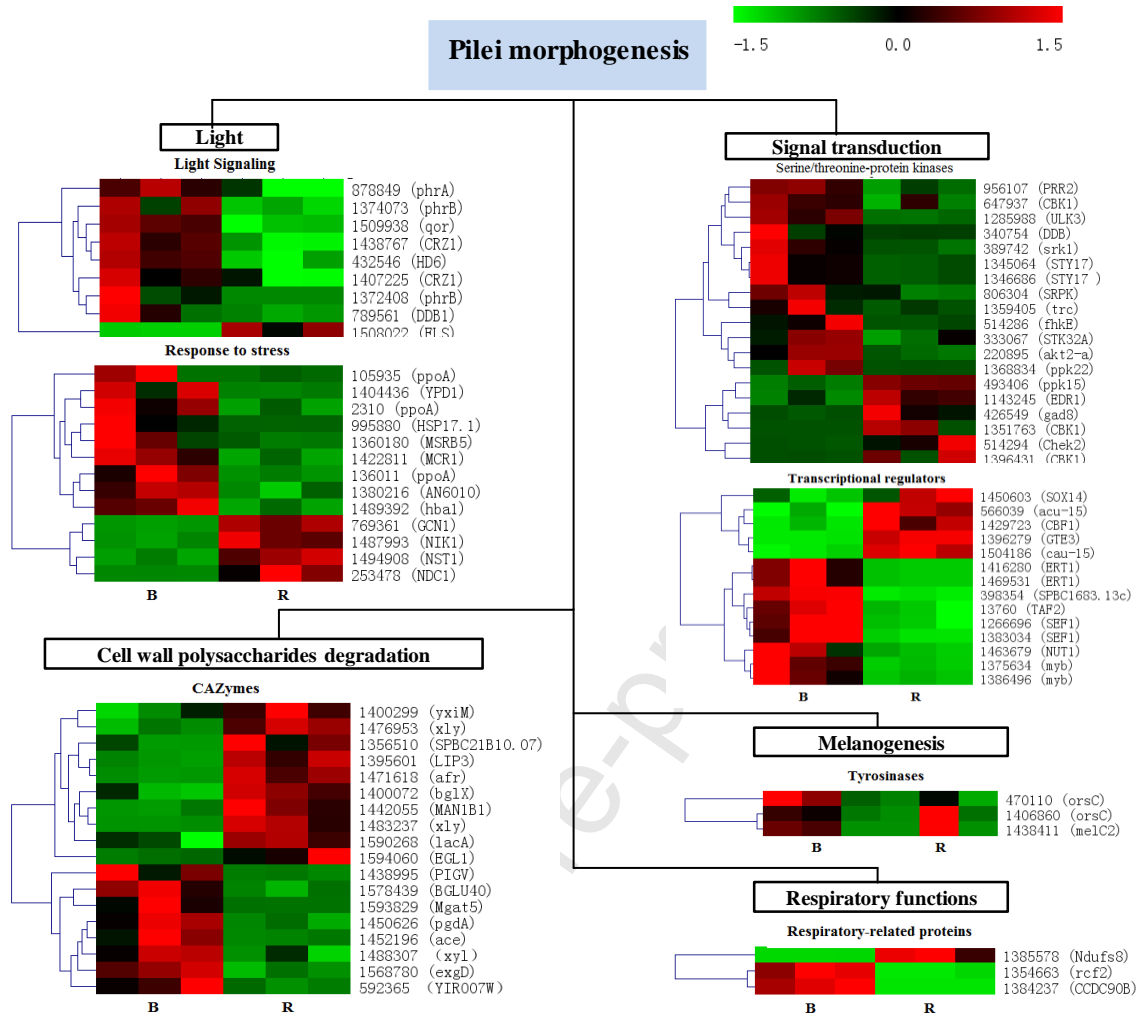 Pilei morphogenesis
-1.5 0.0 1.5
Light
Light Signaling
878849 (phrA)
1374073 (phrB)
1509938 (qor)
1438767 (CRZ1)
432546 (HD6)
1407225 (CRZ1)
1372408 (phrB)
789561 (DDB1)
1508022 (FLS)
Response to stress
105935 (ppoA)
1404436 (YPD1)
2310 (ppoA)
995880 (HSP17.1)
1360180 (MSRB5)
1422811 (MCR1)
136011 (ppoA)
1380216 (AN6010)
1489392 (hba1)
769361 (GCN1)
1487993 (NIK1)
1494908 (NST1)
253478 (NDC1)
B R
Cell wall polysaccharides degradation
CAZymes
1400299 (yxiM)
1476953 (xly)
1356510 (SPBC21B10.07)
1395601 (LIP3)
1471618 (afr)
1400072 (bglX)
1442055 (MAN1B1)
1483237 (xly)
1590268 (lacA)
1594060 (EGL1)
1438995 (PIGV)
1578439 (BGLU40)
1593829 (Mgat5)
1450626 (pgdA)
1452196 (ace)
1488307 (xyl)
1568780 (exgD)
592365 (YIR007W)
B R
Signal transduction
Serine/threonine-protein kinases
956107 (PRR2)
647937 (CBK1)
1285988 (ULK3)
340754 (DDB)
389742 (srk1)
1345064 (STY17)
1346686 (STY17 )
806304 (SRPK)
1359405 (trc)
514286 (fhkE)
333067 (STK32A)
220895 (akt2-a)
1368834 (ppk22)
493406 (ppk15)
1143245 (EDR1)
426549 (gad8)
1351763 (CBK1)
514294 (Chek2)
1396431 (CBK1)
Transcriptional regulators
1450603 (SOX14)
566039 (acu-15)
1429723 (CBF1)
1396279 (GTE3)
1504186 (cau-15)
1416280 (ERT1)
1469531 (ERT1)
398354 (SPBC1683.13c)
13760 (TAF2)
1266696 (SEF1)
1383034 (SEF1)
1463679 (NUT1)
1375634 (myb)
1386496 (myb)
B R
Melanogenesis
Tyrosinases
470110 (orsC)
1406860 (orsC)
1438411 (melC2)
B R
Respiratory functions
Respiratory-related proteins
1385578 (Ndufs8)
1354663 (rcf2)
1384237 (CCDC90B)
B R